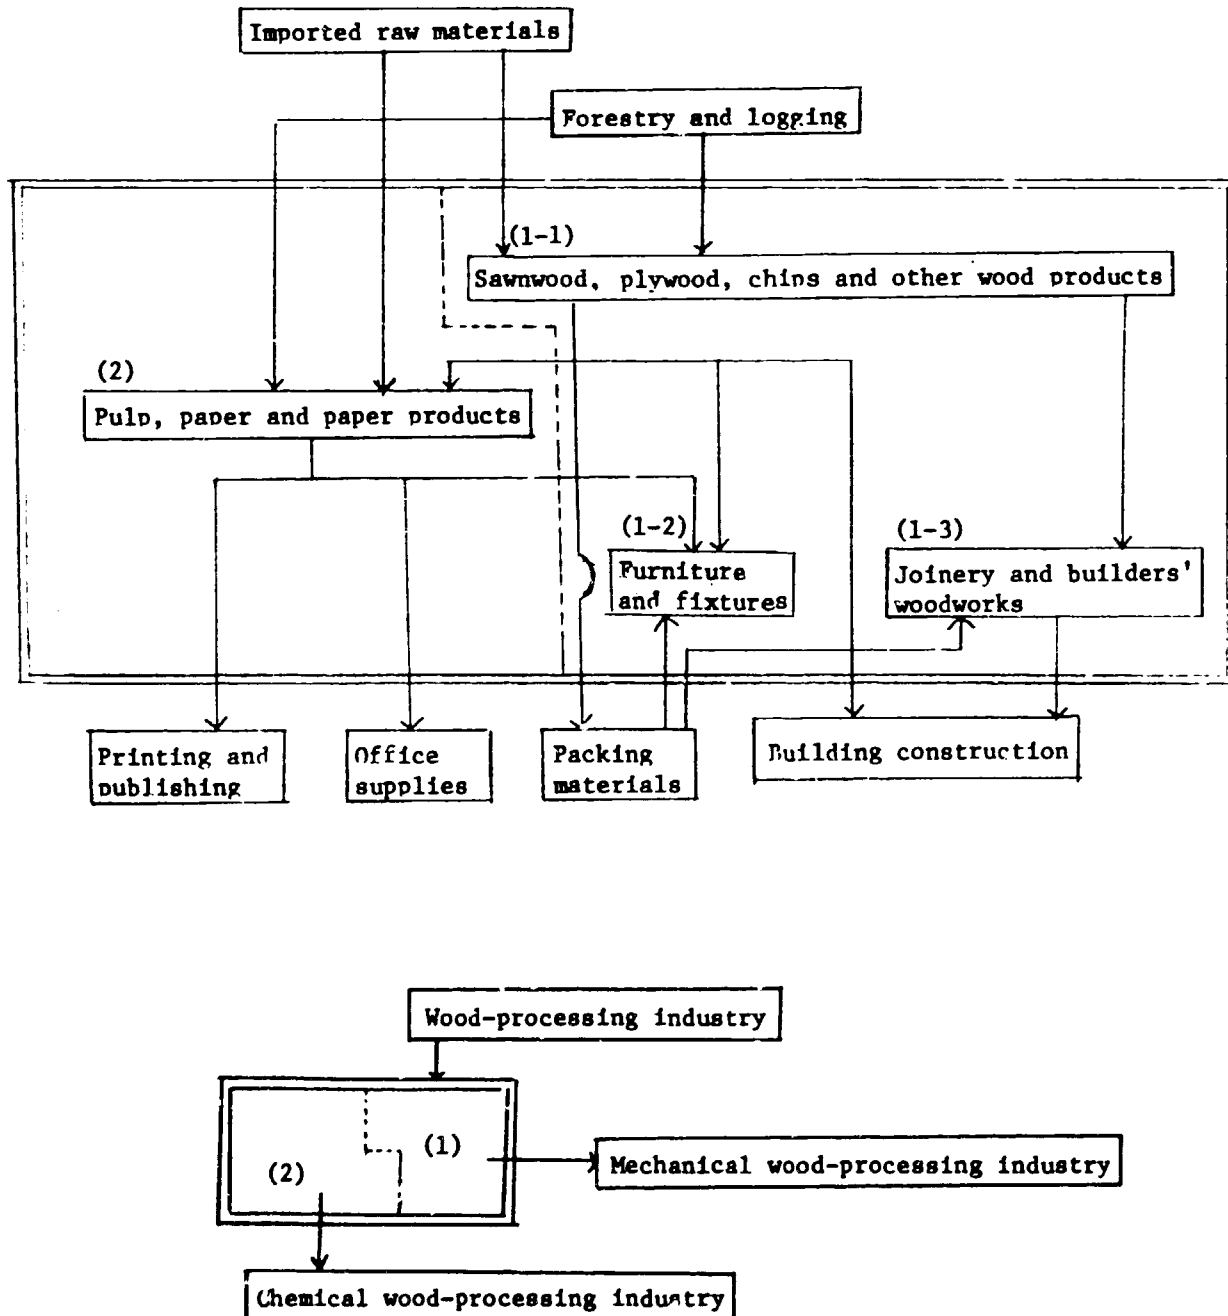 Imported raw materials
Forestry and logging
(1-1)
Sawnwood, plywood, chips and other wood products
(2)
Pulp, paper and paper products
(1-2)
Furniture
and fixtures
(1-3)
Joinery and builders'
woodworks
Printing and
publishing
Office
supplies
Packing
materials
Building construction
Wood-processing industry
(1)
(2)
Mechanical wood-processing industry
Chemical wood-processing industry